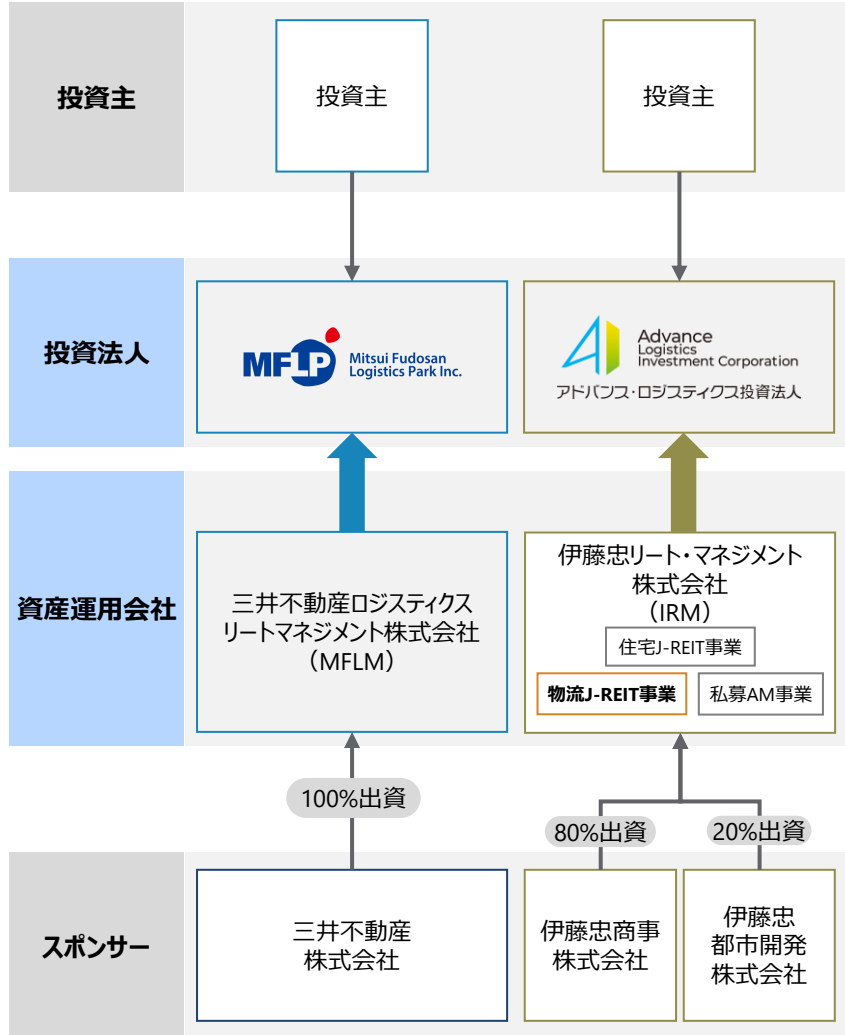 投資主
投資主
投資主
投資法人
MFLP
Mitsui Fudosan
Logistics Park Inc.
Advance
Logistics
Investment Corporation
アドバンス・ロジスティクス投資法人
資産運用会社
三井不動産ロジスティクス
リートマネジメント株式会社
（MFLM）
伊藤忠リート・マネジメント
株式会社
（IRM）
住宅J-REIT事業
物流J-REIT事業
私募AM事業
100%出資
80%出資
20%出資
スポンサー
三井不動産
株式会社
伊藤忠商事
株式会社
伊藤忠
都市開発
株式会社